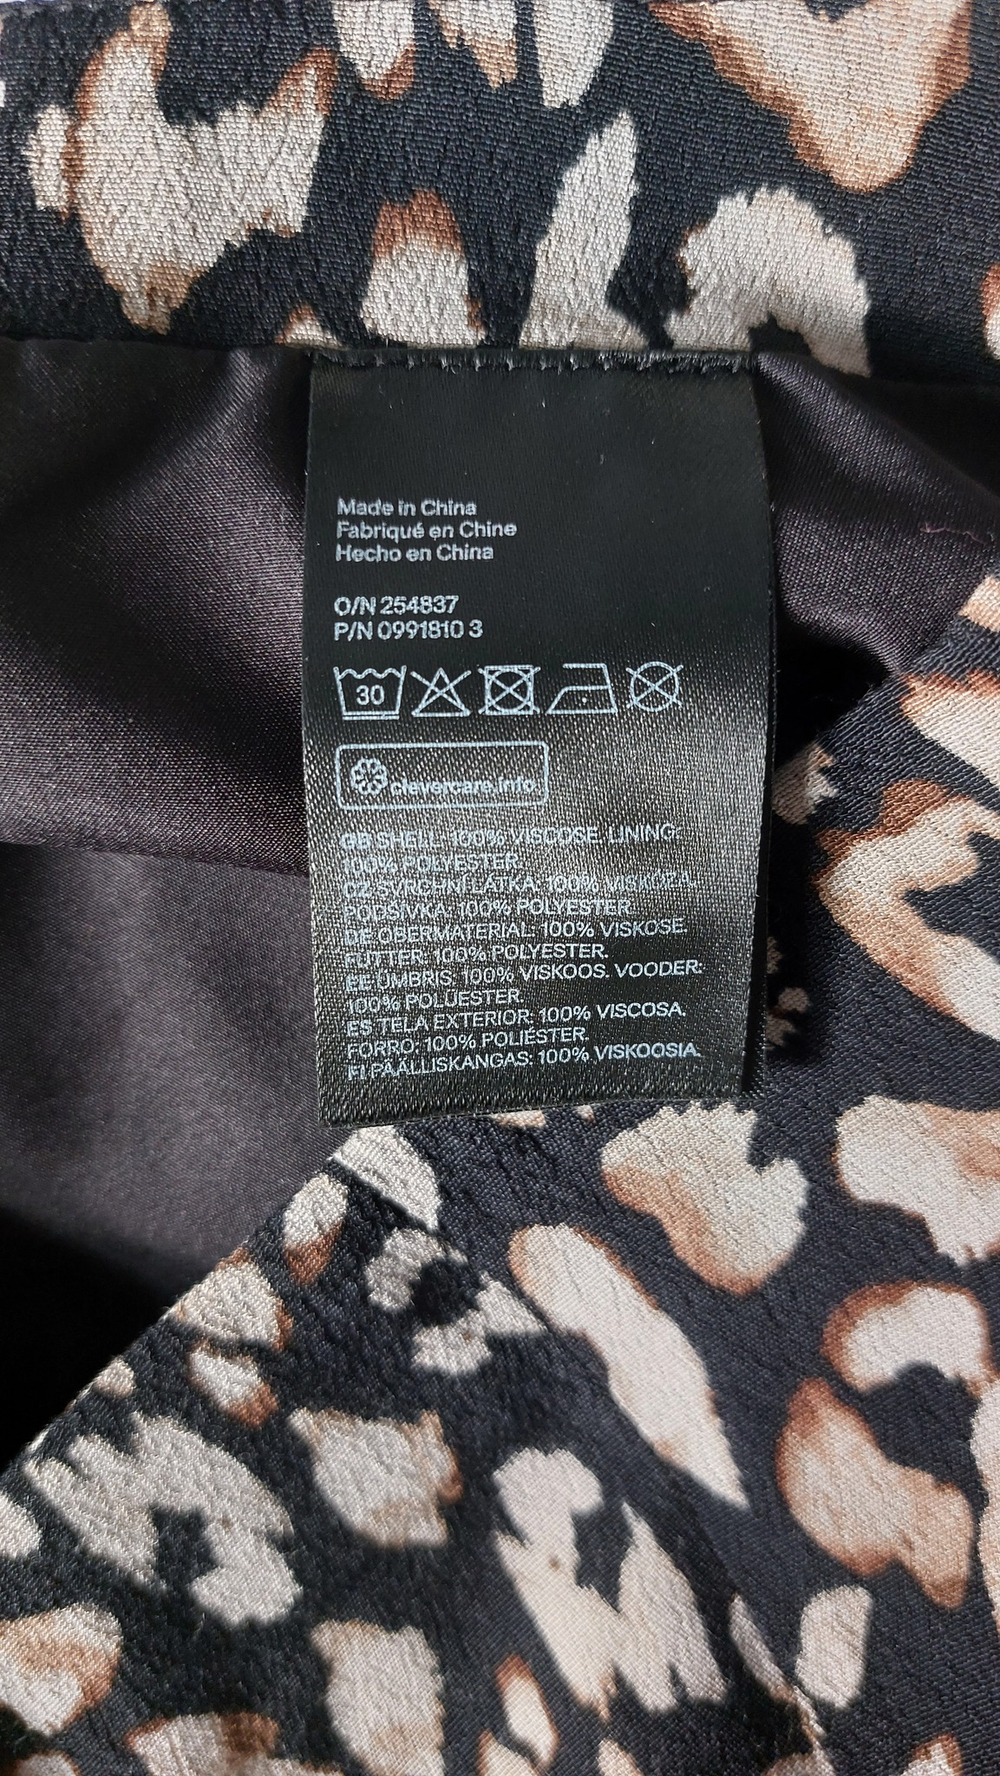 Made in China
Fabriqué en Chine
Hecho en China
O/N 254837
P/N 0991810 3
30
clevercare.info
GB SHELL: 100% VISCOSE. LINING:
100% POLYESTER.
CZ SVRCHNÍ LÁTKA: 100% VISKÓZA.
PODŠÍVKA: 100% POLYESTER.
DE OBERMATERIAL: 100% VISKOSE.
FUTTER: 100% POLYESTER.
EE ÜMBRIS: 100% VISKOOS. VOODER:
100% POLÜESTER.
ES TELA EXTERIOR: 100% VISCOSA.
FORRO: 100% POLIÉSTER.
FI PÄÄLLISKANGAS: 100% VISKOOSIA.